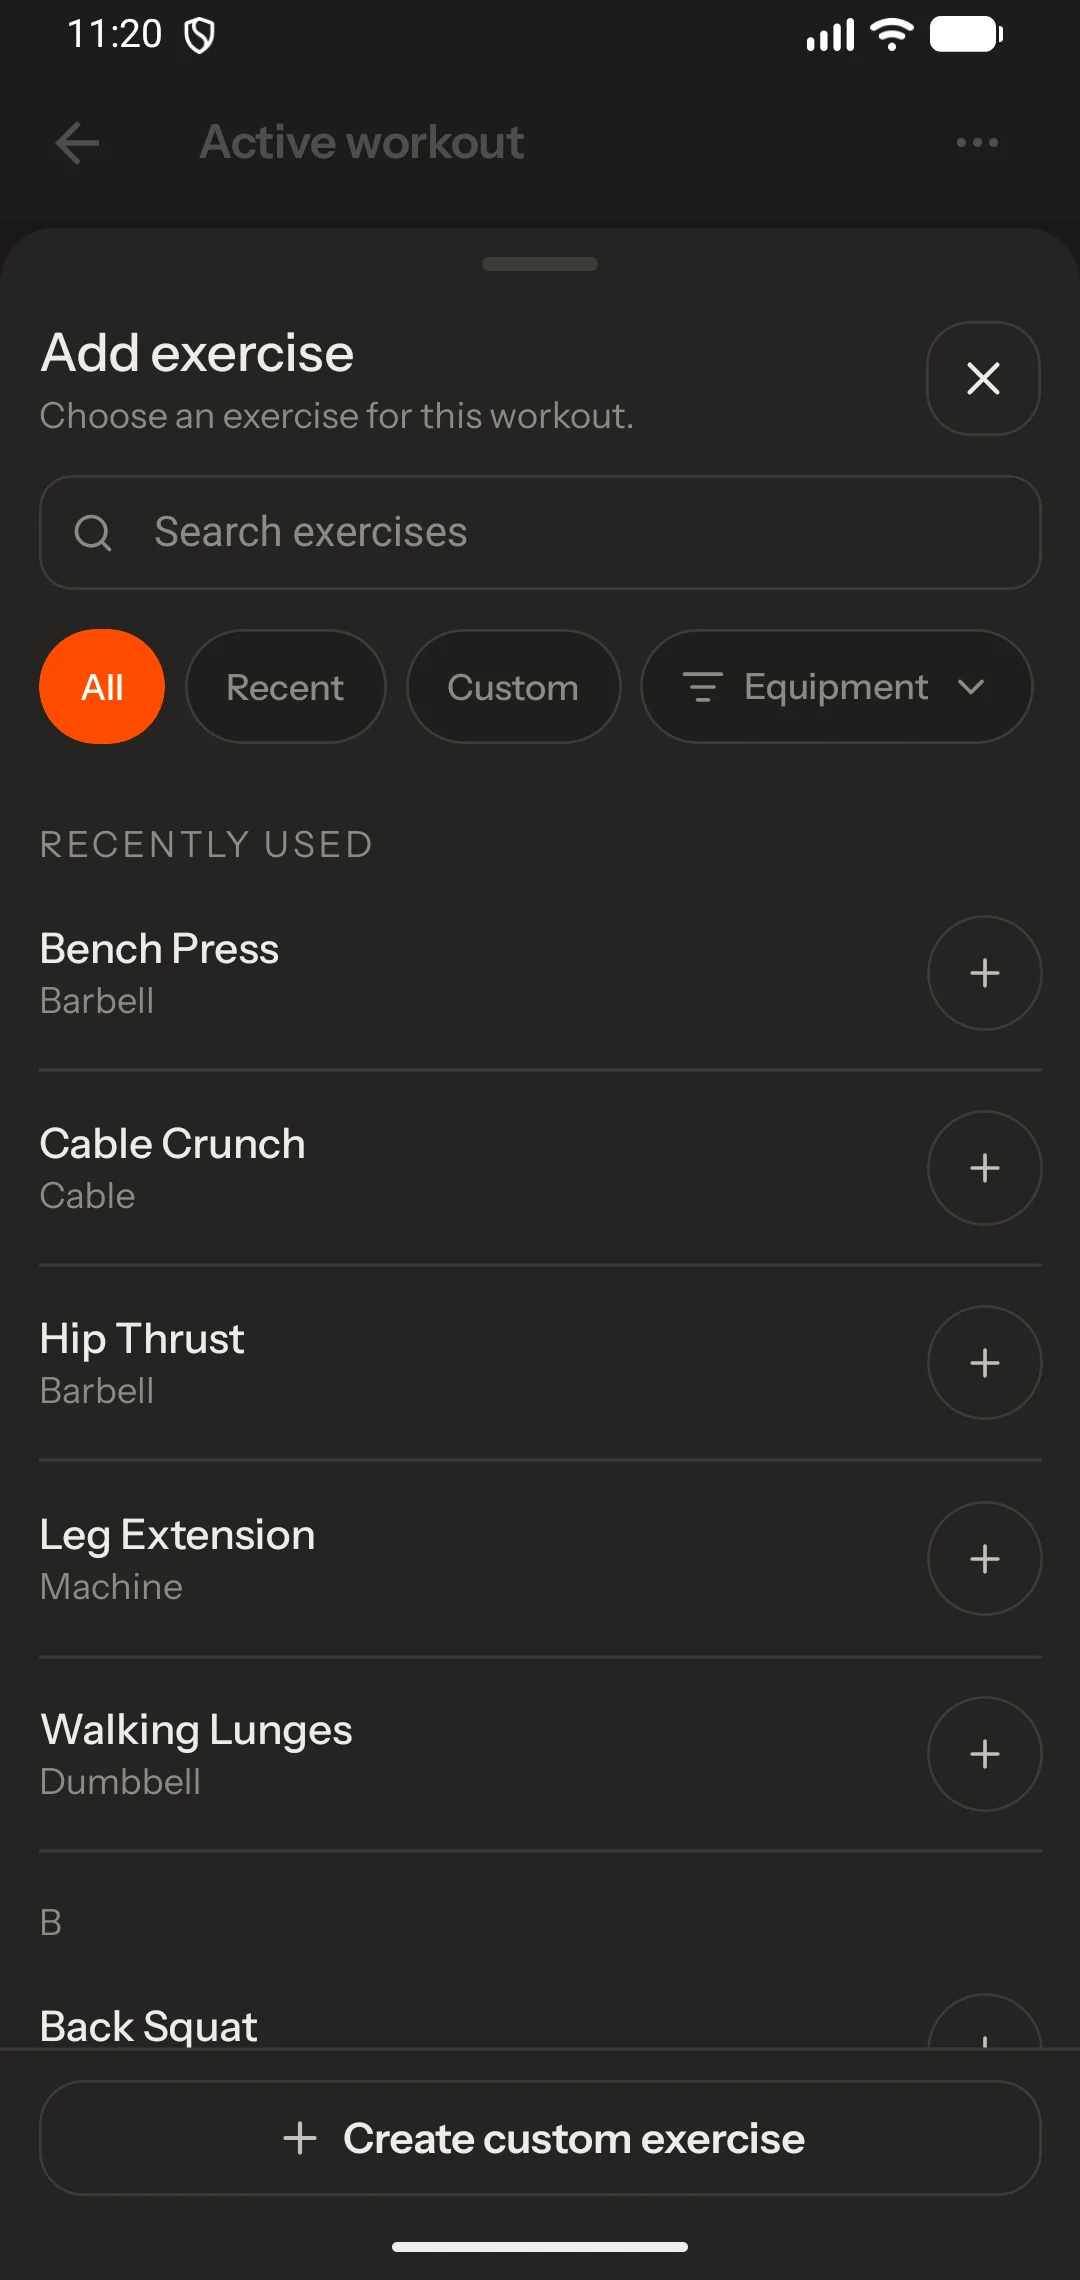 11:20
Active workout
Add exercise
Choose an exercise for this workout.
Search exercises
All
Recent
Custom
Equipment
RECENTLY USED
Bench Press
Barbell
Cable Crunch
Cable
Hip Thrust
Barbell
Leg Extension
Machine
Walking Lunges
Dumbbell
B
Back Squat
Create custom exercise